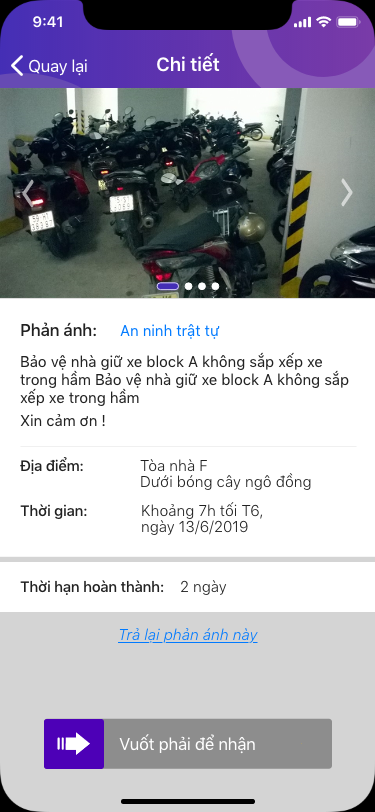 9:41
Quay lại
Chi tiết
Phản ánh: An ninh trật tự
Bảo vệ nhà giữ xe block A không sắp xếp xe
trong hầm Bảo vệ nhà giữ xe block A không sắp
xếp xe trong hầm
Xin cảm ơn !
Địa điểm: Tòa nhà F
Dưới bóng cây ngô đồng
Thời gian: Khoảng 7h tối T6,
ngày 13/6/2019
Thời hạn hoàn thành: 2 ngày
Trả lại phản ánh này
Vuốt phải để nhận